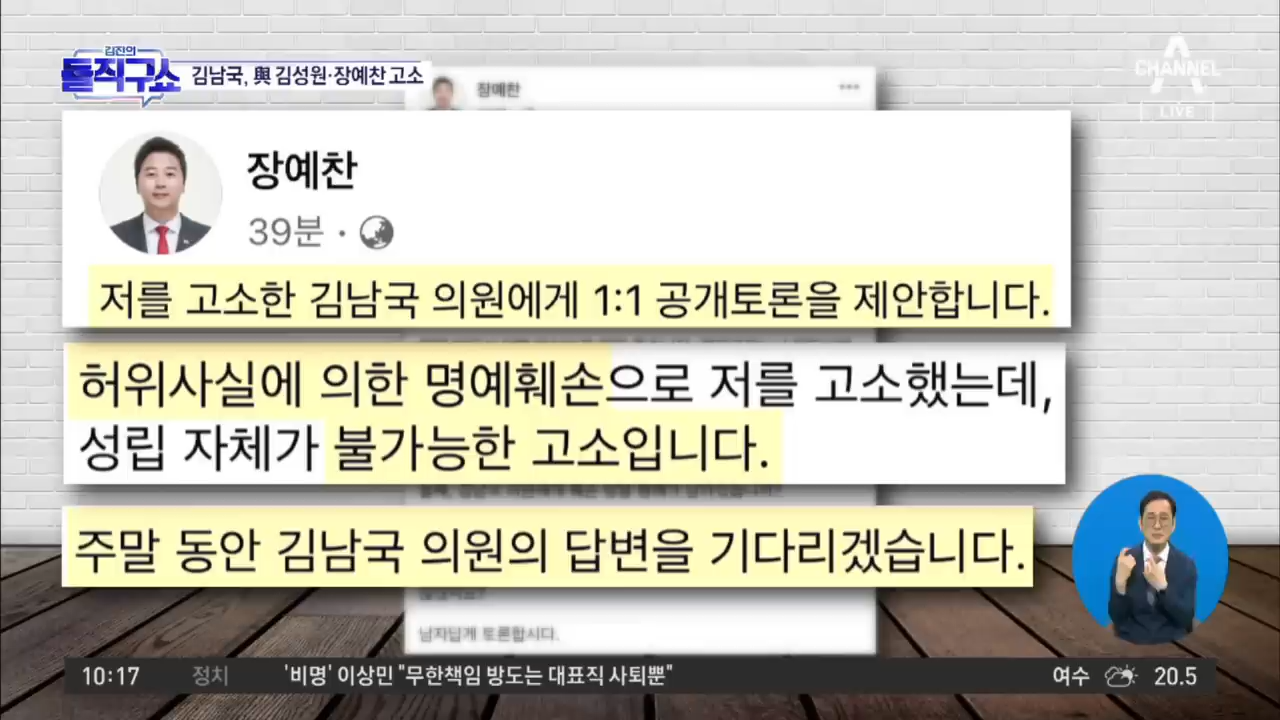 김진의
돌직구쇼
김남국, 與 김성원·장예찬 고소
CHANNEL A
LIVE
장예찬
장예찬
39분 ·
저를 고소한 김남국 의원에게 1:1 공개토론을 제안합니다.
허위사실에 의한 명예훼손으로 저를 고소했는데,
성립 자체가 불가능한 고소입니다.
주말 동안 김남국 의원의 답변을 기다리겠습니다.
남자답게 토론합시다.
10:17 정치 '비명' 이상민 "무한책임 방도는 대표직 사퇴뿐" 여수 20.5